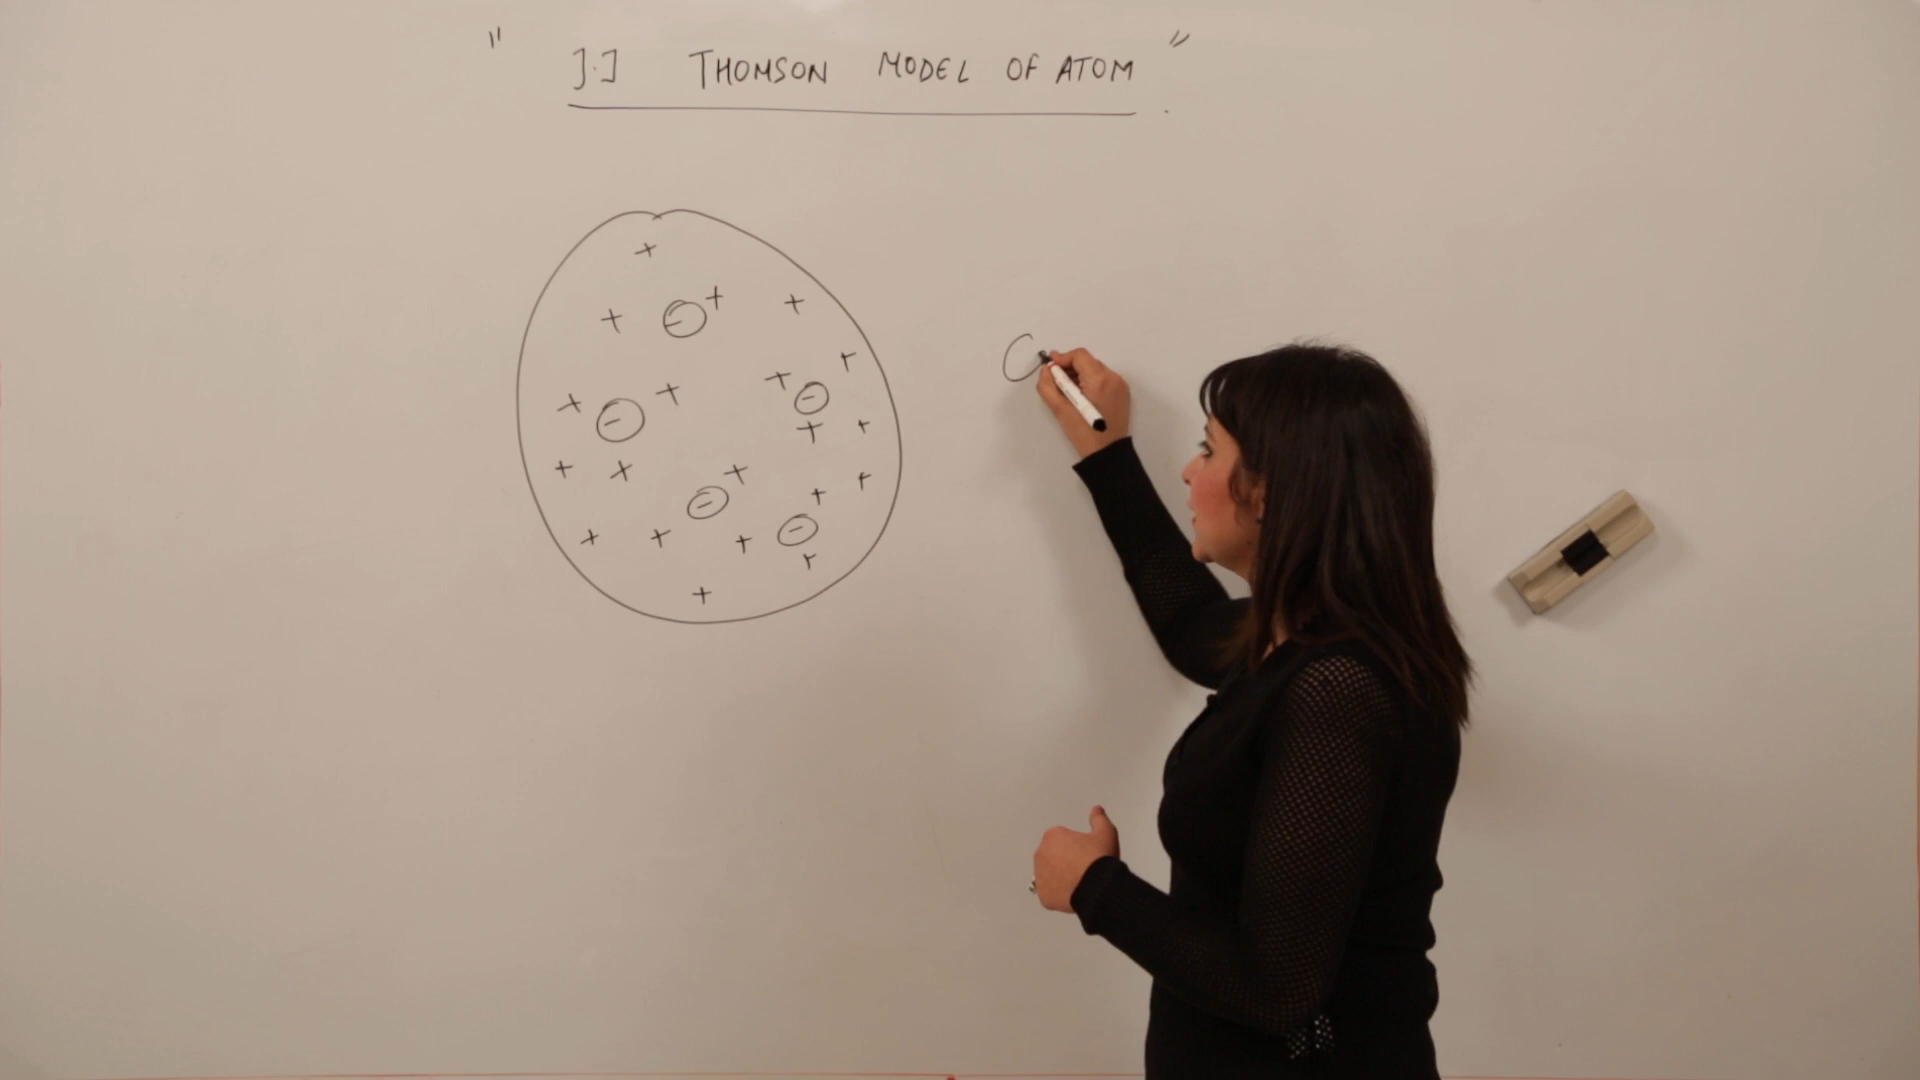 " J.J THOMSON MODEL OF ATOM "
+
+ - + +
+
+ - + + -
+ +
+ + - + + +
-
+ + + +
+